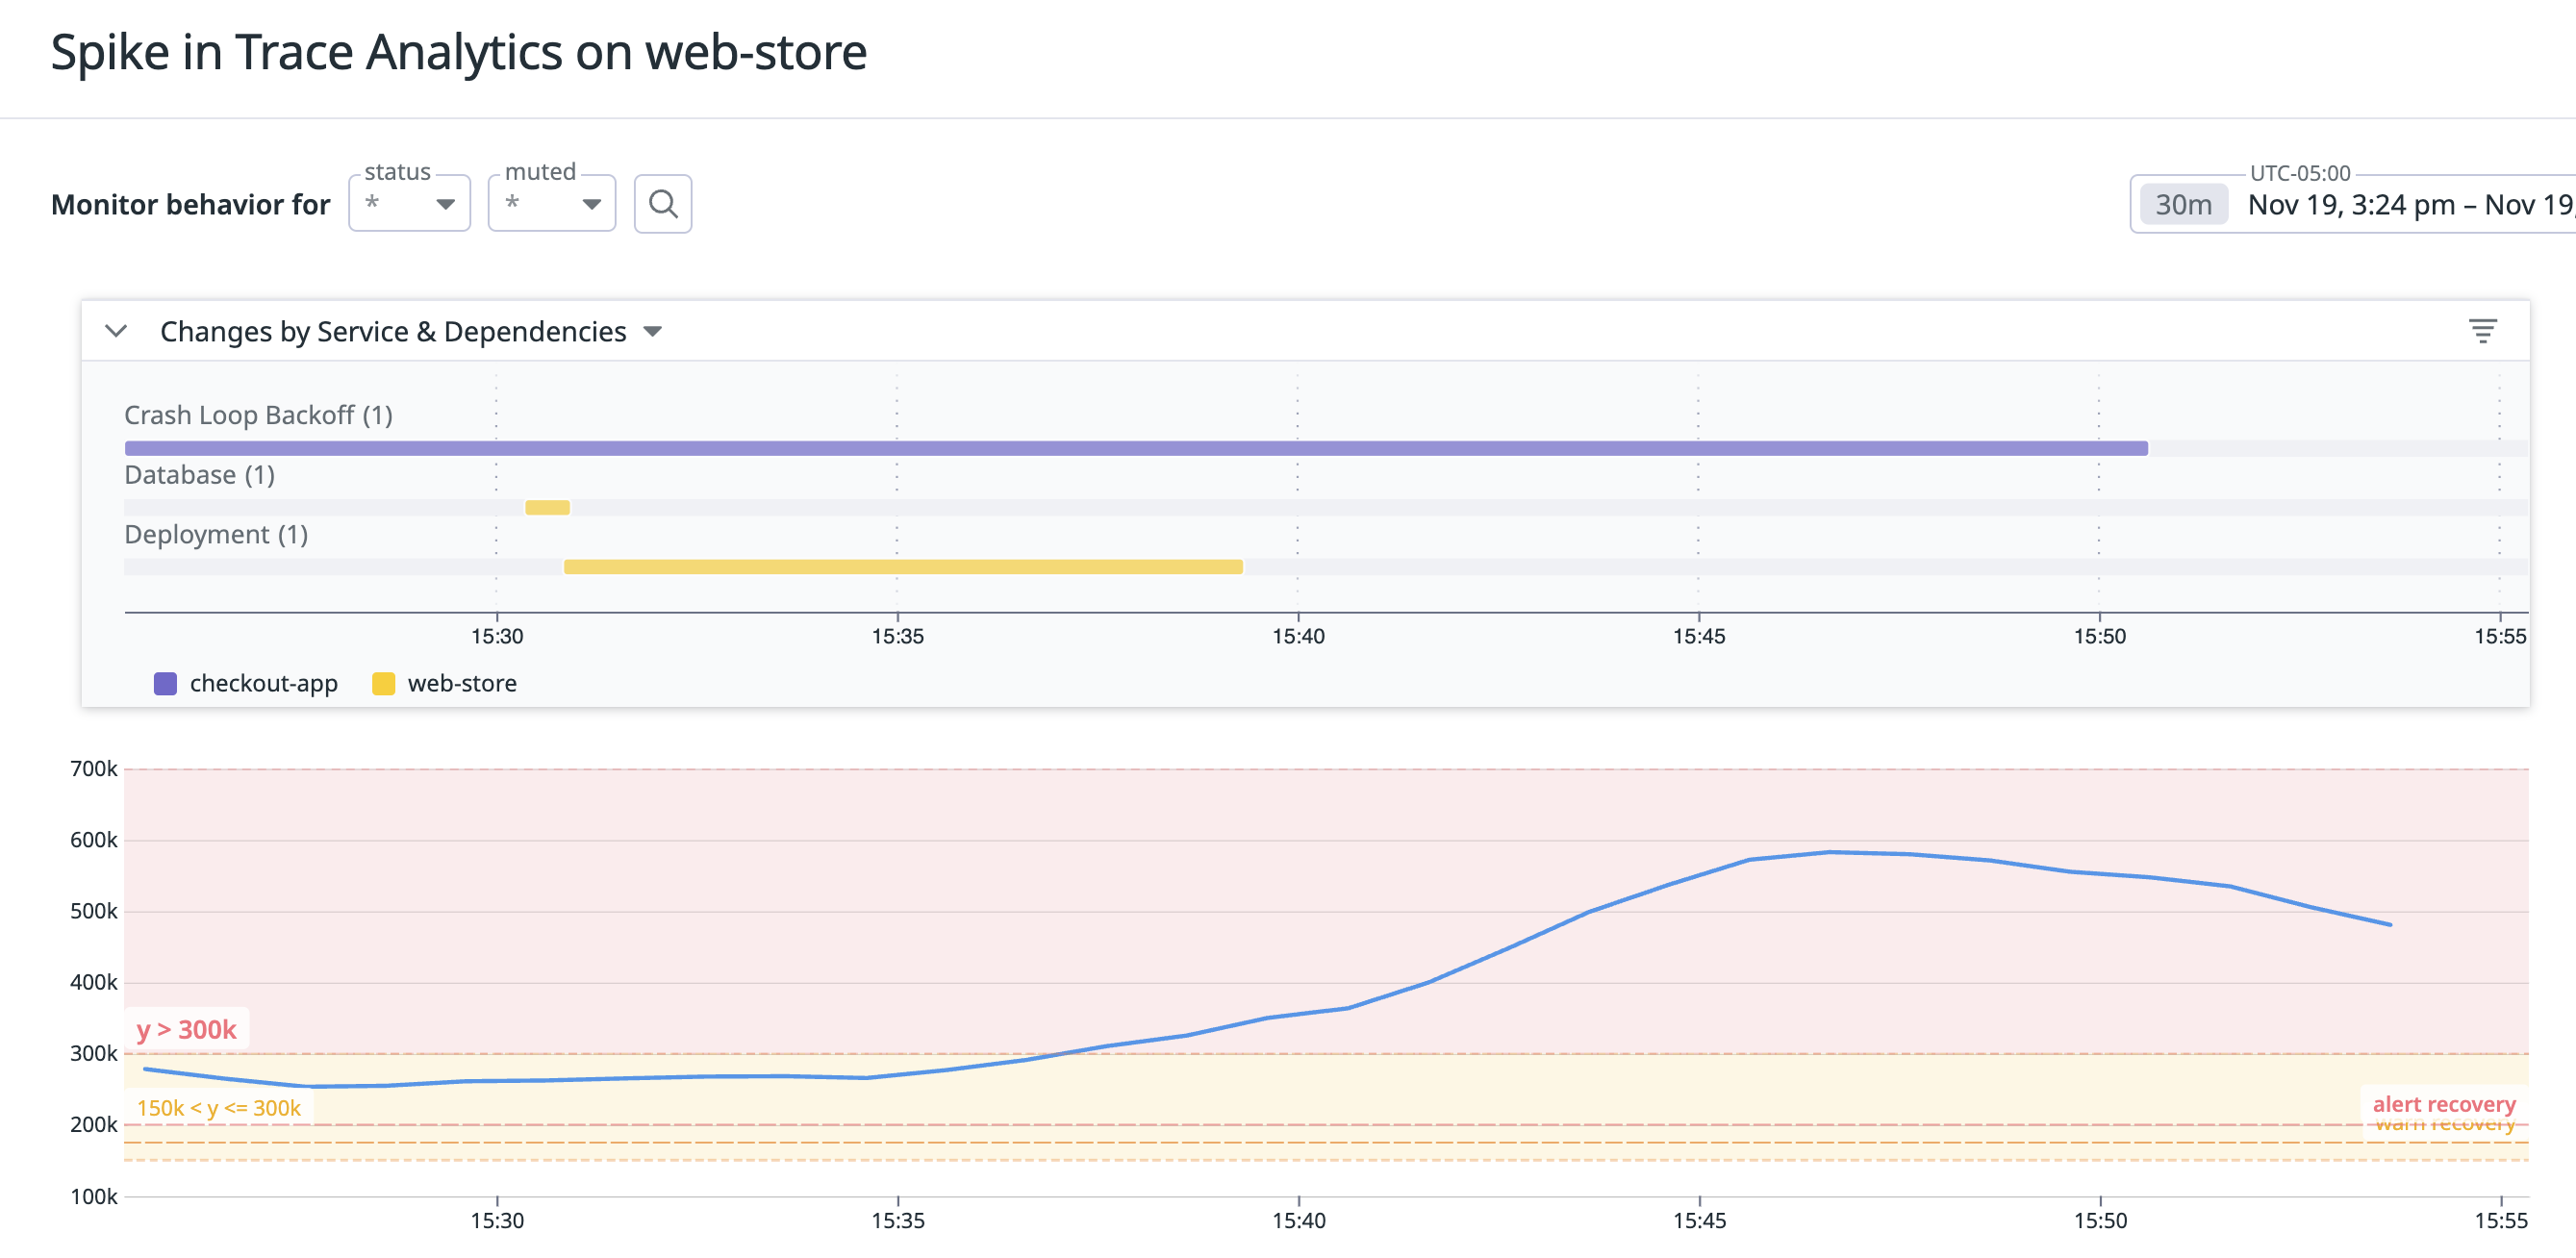 Spike in Trace Analytics on web-store
Monitor behavior for
status
*
muted
*
UTC-05:00
30m Nov 19, 3:24 pm – Nov 19,
Changes by Service & Dependencies
Crash Loop Backoff (1)
Database (1)
Deployment (1)
15:30 15:35 15:40 15:45 15:50 15:55
checkout-app web-store
700k
600k
500k
400k
y > 300k
300k
150k < y <= 300k
alert recovery
200k
warn recovery
100k
15:30 15:35 15:40 15:45 15:50 15:55